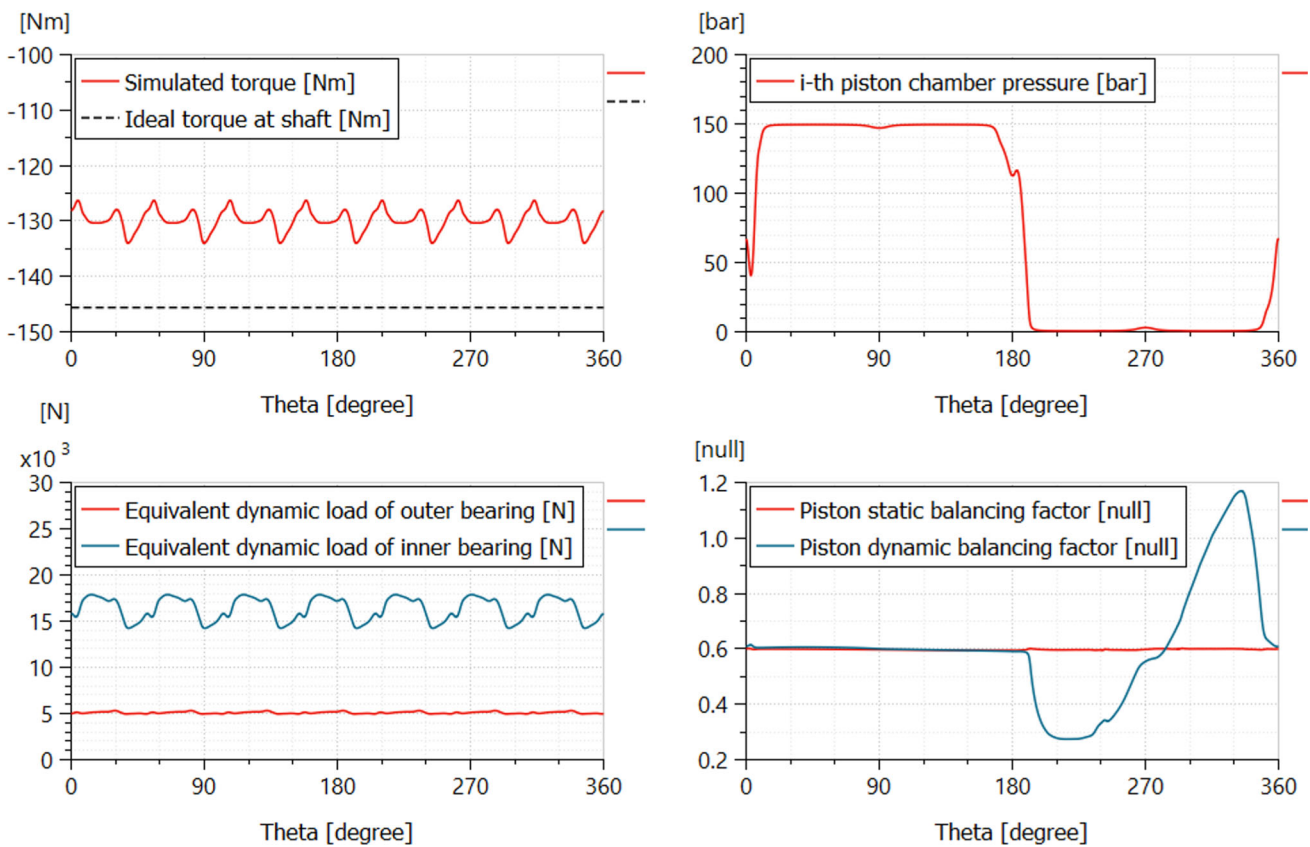 [Nm]
-100
-110
-120
-130
-140
-150
Simulated torque [Nm]
Ideal torque at shaft [Nm]
0 90 180 270 360
Theta [degree]
[bar]
200
150
100
50
0
i-th piston chamber pressure [bar]
0 90 180 270 360
Theta [degree]
[N]
x10 3
30
25
20
15
10
5
0
Equivalent dynamic load of outer bearing [N]
Equivalent dynamic load of inner bearing [N]
0 90 180 270 360
Theta [degree]
[null]
1.2
1.0
0.8
0.6
0.4
0.2
Piston static balancing factor [null]
Piston dynamic balancing factor [null]
0 90 180 270 360
Theta [degree]